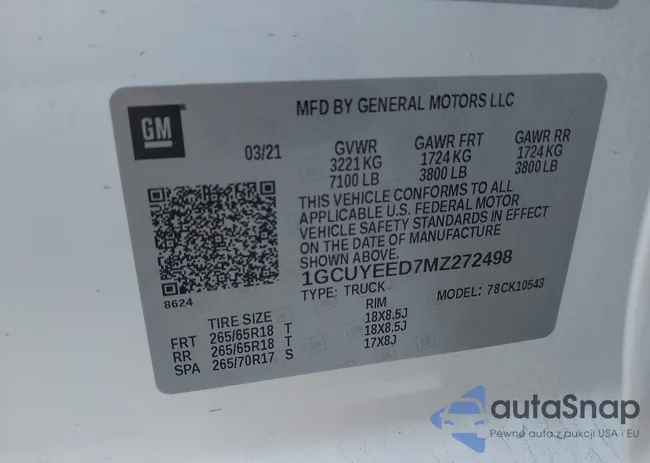 GM
MFD BY GENERAL MOTORS LLC
03/21 GVWR GAWR FRT GAWR RR
3221 KG 1724 KG 1724 KG
7100 LB 3800 LB 3800 LB
THIS VEHICLE CONFORMS TO ALL
APPLICABLE U.S. FEDERAL MOTOR
VEHICLE SAFETY STANDARDS IN EFFECT
ON THE DATE OF MANUFACTURE
1GCUYEED7MZ272498
8624
TYPE: TRUCK MODEL: 78CK10543
TIRE SIZE RIM
FRT 265/65R18 T 18X8.5J
RR 265/65R18 T 18X8.5J
SPA 265/70R17 S 17X8J
autaSnap
Pewne auta z aukcji USA i EU